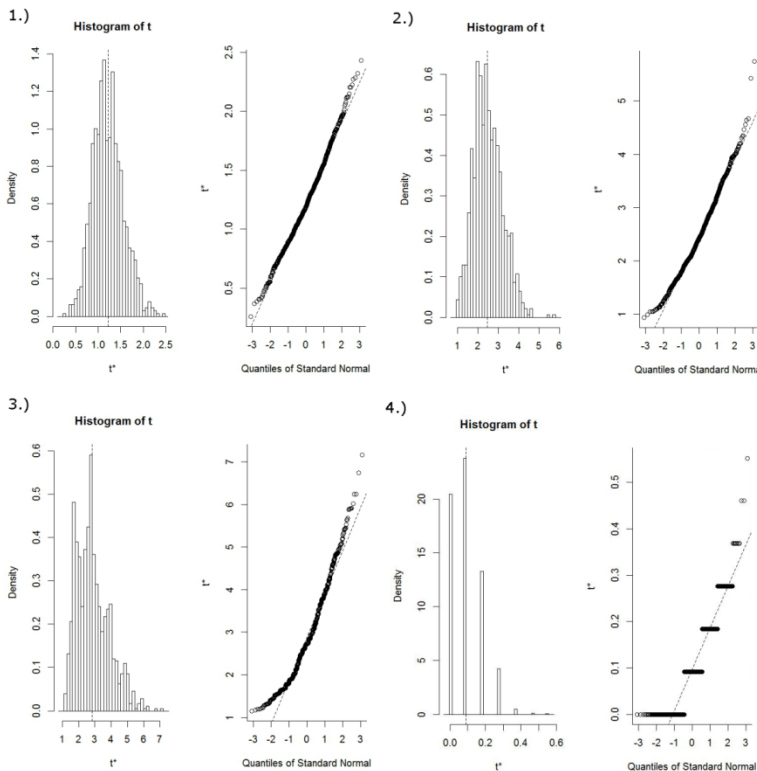 1.)
Histogram of t
Density
0.0 0.2 0.4 0.6 0.8 1.0 1.2 1.4
0.0 0.5 1.0 1.5 2.0 2.5
t*
t*
0.5 1.0 1.5 2.0 2.5
-3 -2 -1 0 1 2 3
Quantiles of Standard Normal
2.)
Histogram of t
Density
0.0 0.1 0.2 0.3 0.4 0.5 0.6
1 2 3 4 5 6
t*
t*
1 2 3 4 5
-3 -2 -1 0 1 2 3
Quantiles of Standard Normal
3.)
Histogram of t
Density
0.0 0.1 0.2 0.3 0.4 0.5 0.6
1 2 3 4 5 6 7
t*
t*
1 2 3 4 5 6 7
-3 -2 -1 0 1 2 3
Quantiles of Standard Normal
4.)
Histogram of t
Density
0 5 10 15 20
0.0 0.2 0.4 0.6
t*
t*
0.0 0.1 0.2 0.3 0.4 0.5
-3 -2 -1 0 1 2 3
Quantiles of Standard Normal